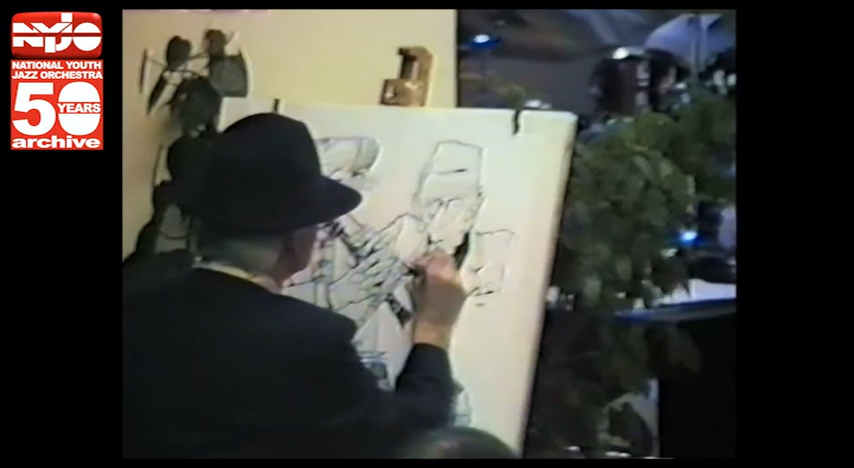 nyjo
NATIONAL YOUTH
JAZZ ORCHESTRA
50
YEARS
archive